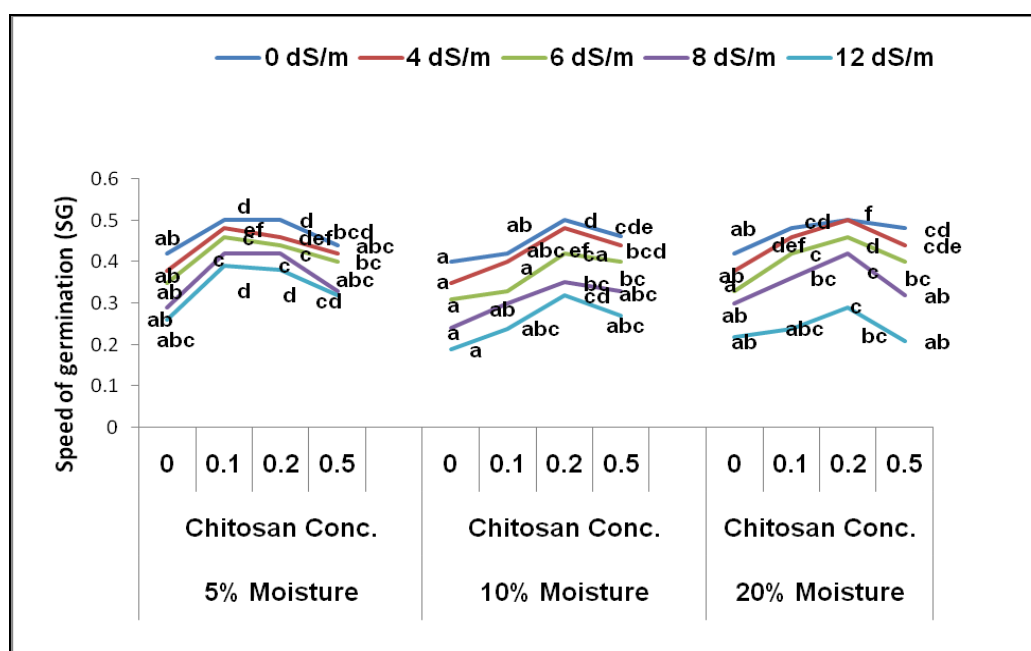 0 dS/m 4 dS/m 6 dS/m 8 dS/m 12 dS/m
Speed of germination (SG)
0.6
0.5
0.4
0.3
0.2
0.1
0
ab d d bcd
ab ef def abc
ab c c bc
ab c c abc
abc d d cd
a ab d cde
a abc ef bcd
a a ca bc
a ab bc abc
a abc cd abc
ab cd f cd
ab def d cde
a c c bc
ab bc c ab
ab abc bc ab
0 0.1 0.2 0.5 0 0.1 0.2 0.5 0 0.1 0.2 0.5
Chitosan Conc. Chitosan Conc. Chitosan Conc.
5% Moisture 10% Moisture 20% Moisture